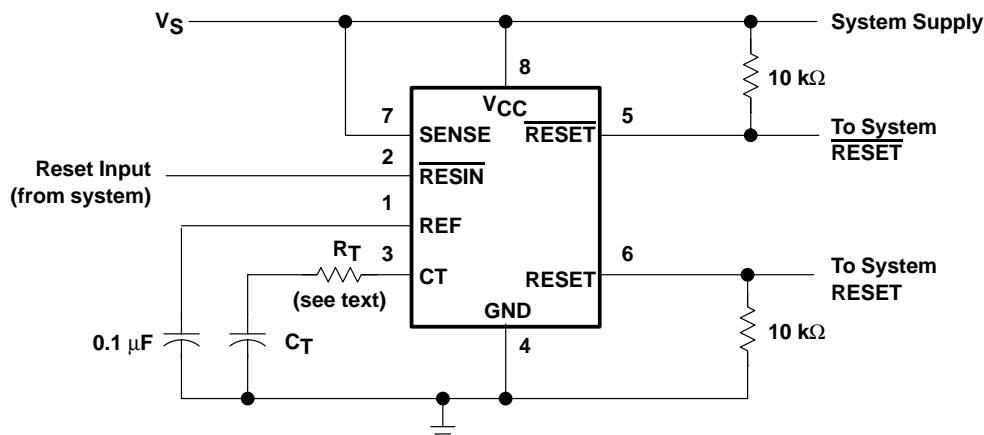 VS
System Supply
8
10 kΩ
VCC
7
5
SENSE
RESET
To System
RESET
2
Reset Input
(from system)
RESIN
1
REF
RT
3
6
To System
RESET
CT
RESET
(see text)
GND
0.1 μF
CT
4
10 kΩ